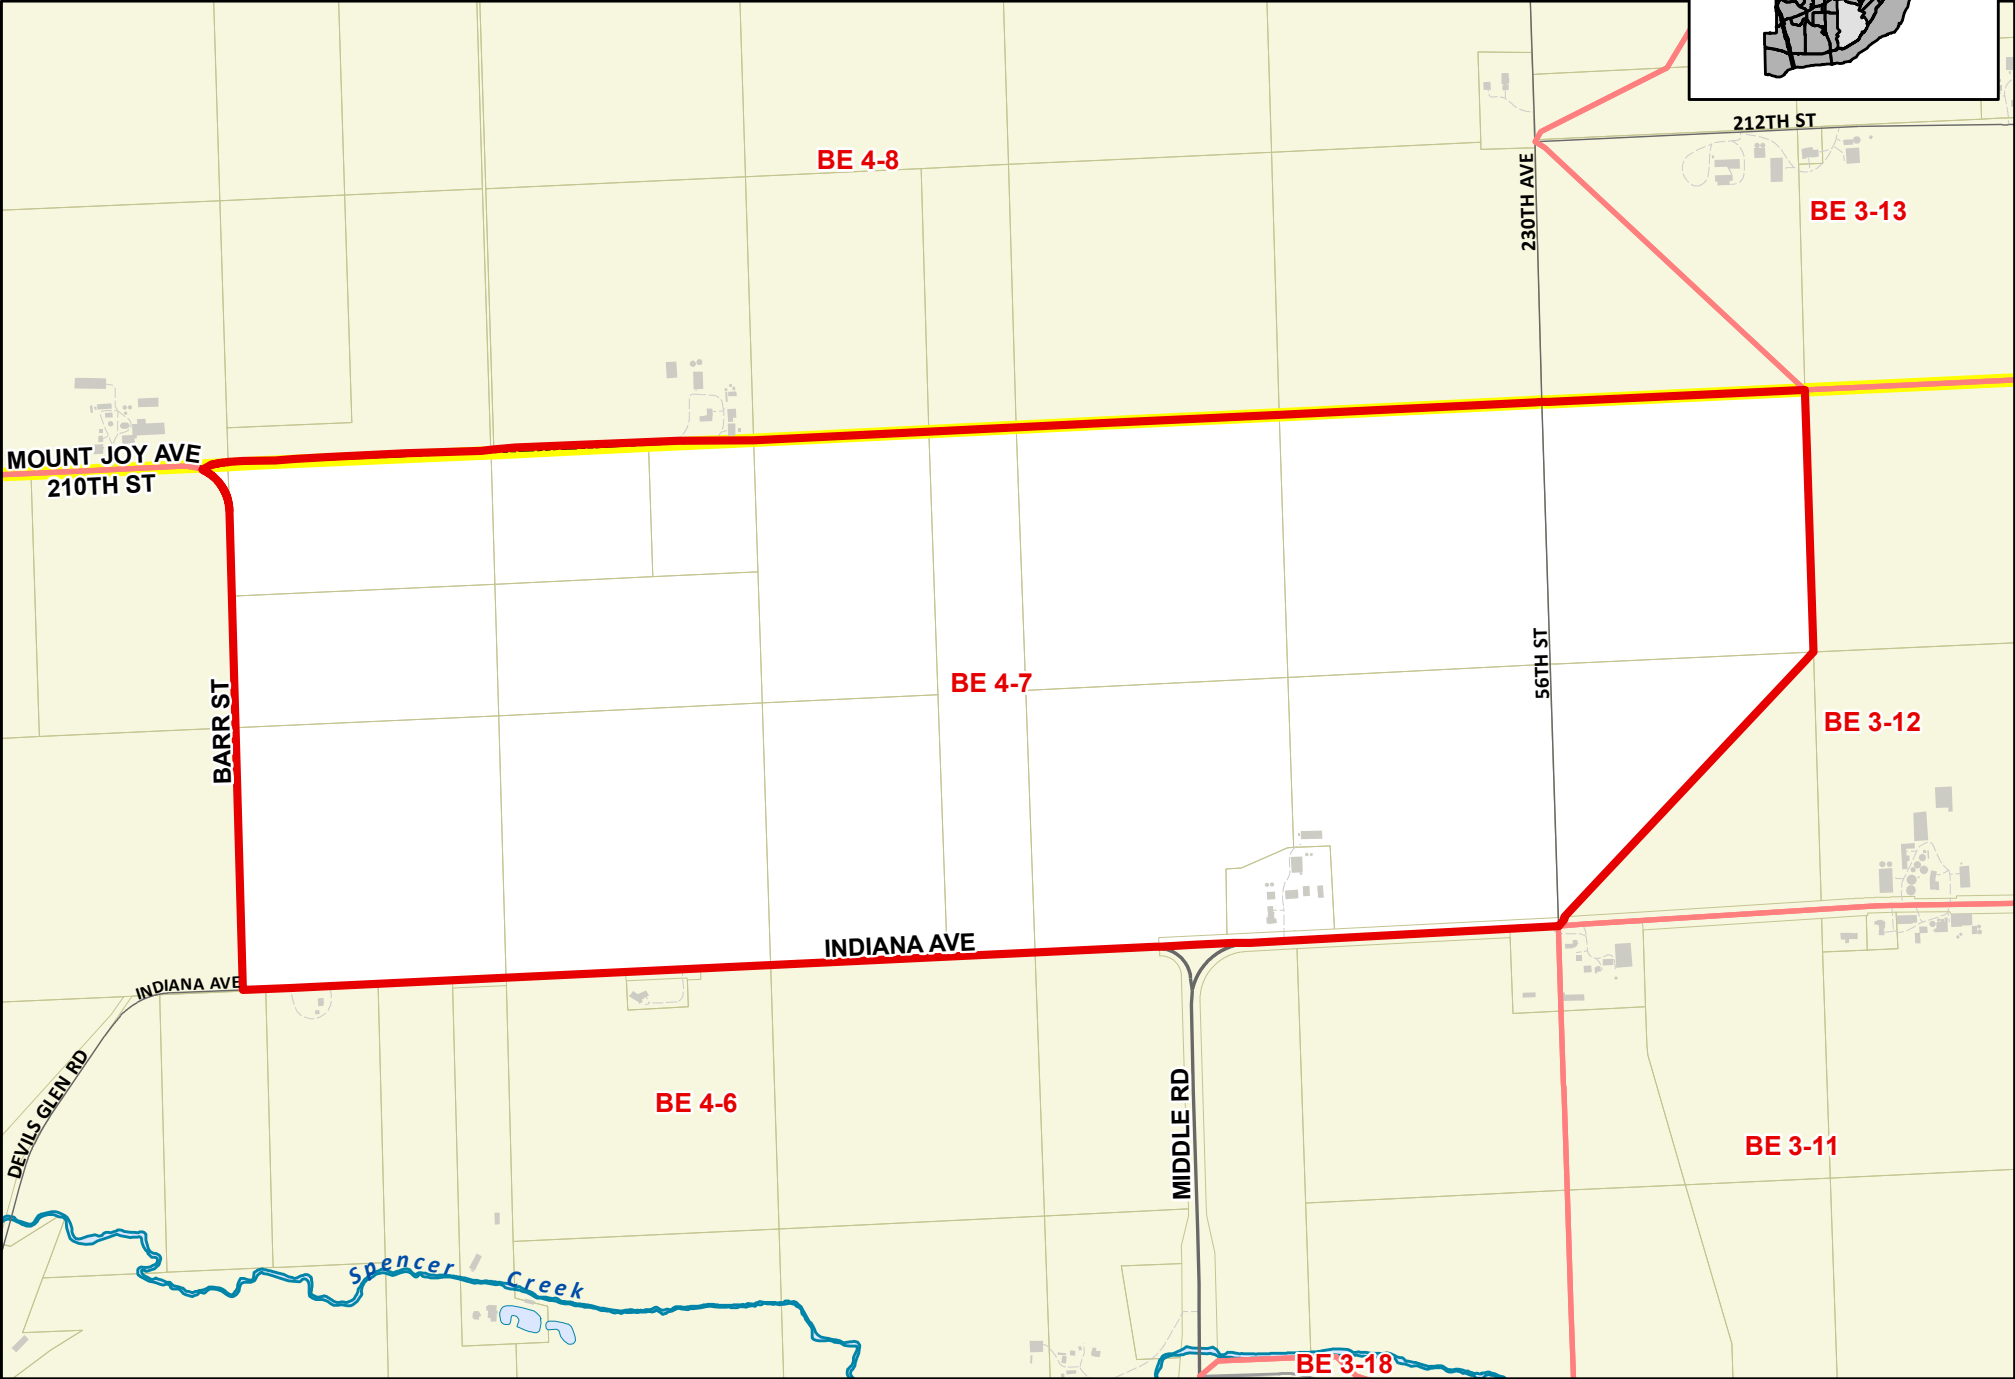 212TH ST
BE 4-8
230TH AVE
BE 3-13
MOUNT JOY AVE
210TH ST
56TH ST
BARR ST
BE 4-7
BE 3-12
INDIANA AVE
INDIANA AVE
DEVILS GLEN RD
MIDDLE RD
BE 4-6
BE 3-11
Spencer Creek
BE 3-18